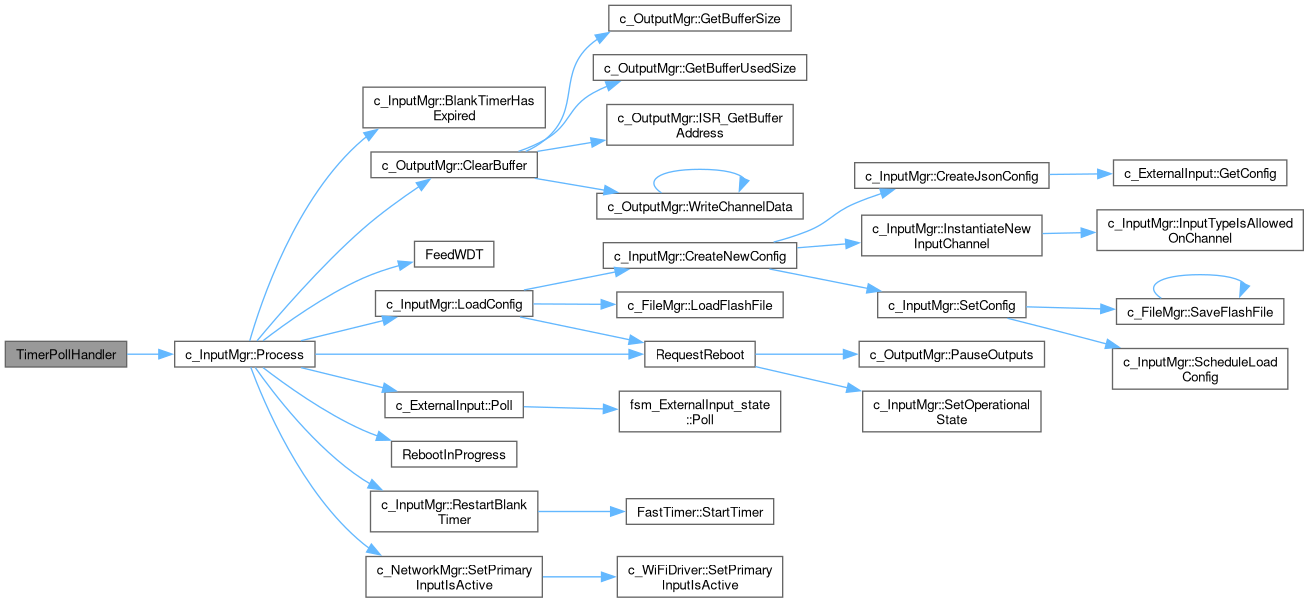 TimerPollHandler
c_InputMgr::Process
c_InputMgr::BlankTimerHas
Expired
c_OutputMgr::ClearBuffer
FeedWDT
c_InputMgr::LoadConfig
c_ExternalInput::Poll
RebootInProgress
c_InputMgr::RestartBlank
Timer
c_NetworkMgr::SetPrimary
InputIsActive
c_OutputMgr::GetBufferSize
c_OutputMgr::GetBufferUsedSize
c_OutputMgr::ISR_GetBuffer
Address
c_OutputMgr::WriteChannelData
c_InputMgr::CreateNewConfig
c_FileMgr::LoadFlashFile
RequestReboot
fsm_ExternalInput_state
::Poll
FastTimer::StartTimer
c_WiFiDriver::SetPrimary
InputIsActive
c_InputMgr::CreateJsonConfig
c_InputMgr::InstantiateNew
InputChannel
c_InputMgr::SetConfig
c_OutputMgr::PauseOutputs
c_InputMgr::SetOperational
State
c_ExternalInput::GetConfig
c_InputMgr::InputTypeIsAllowed
OnChannel
c_FileMgr::SaveFlashFile
c_InputMgr::ScheduleLoad
Config